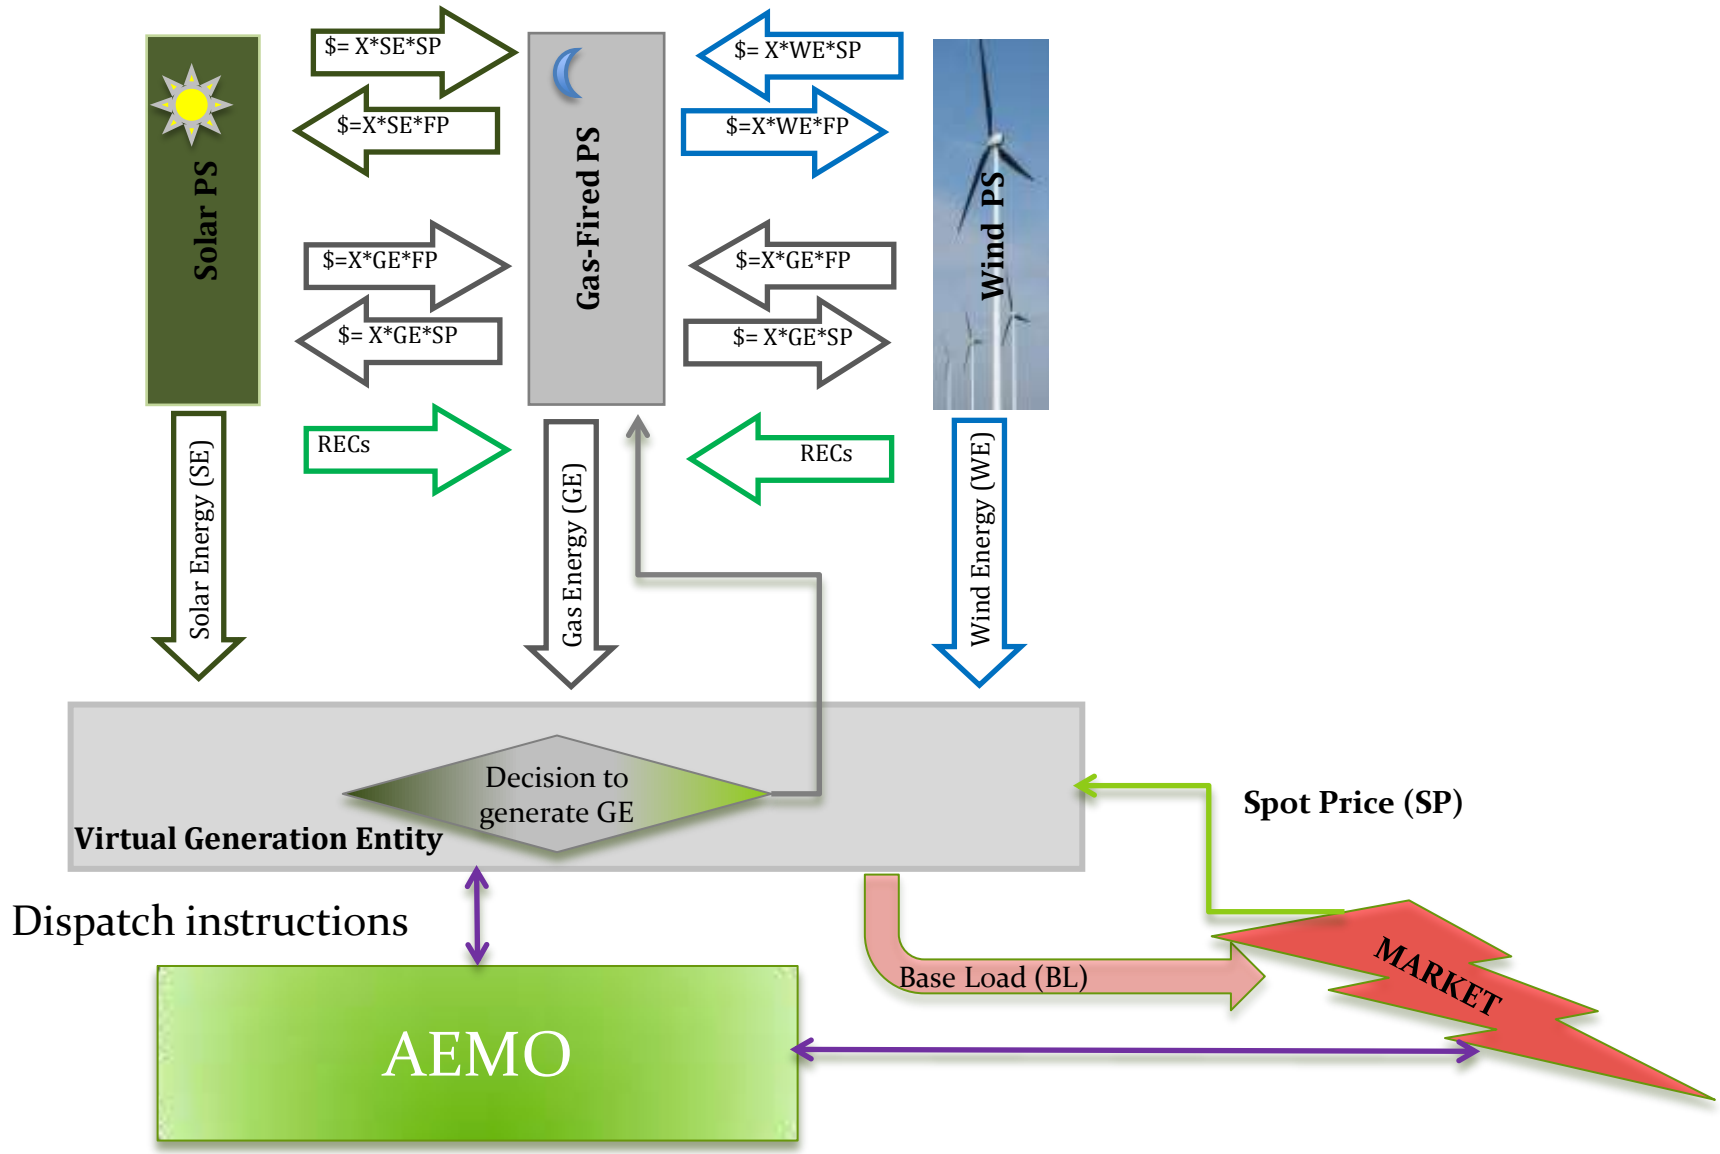 $= X*SE*SP
$= X*WE*SP
$=X*SE*FP
$=X*WE*FP
Solar PS
Gas-Fired PS
Wind PS
$=X*GE*FP
$=X*GE*FP
$= X*GE*SP
$= X*GE*SP
RECs
RECs
Solar Energy (SE)
Gas Energy (GE)
Wind Energy (WE)
Decision to
generate GE
Virtual Generation Entity
Spot Price (SP)
Dispatch instructions
Base Load (BL)
MARKET
AEMO